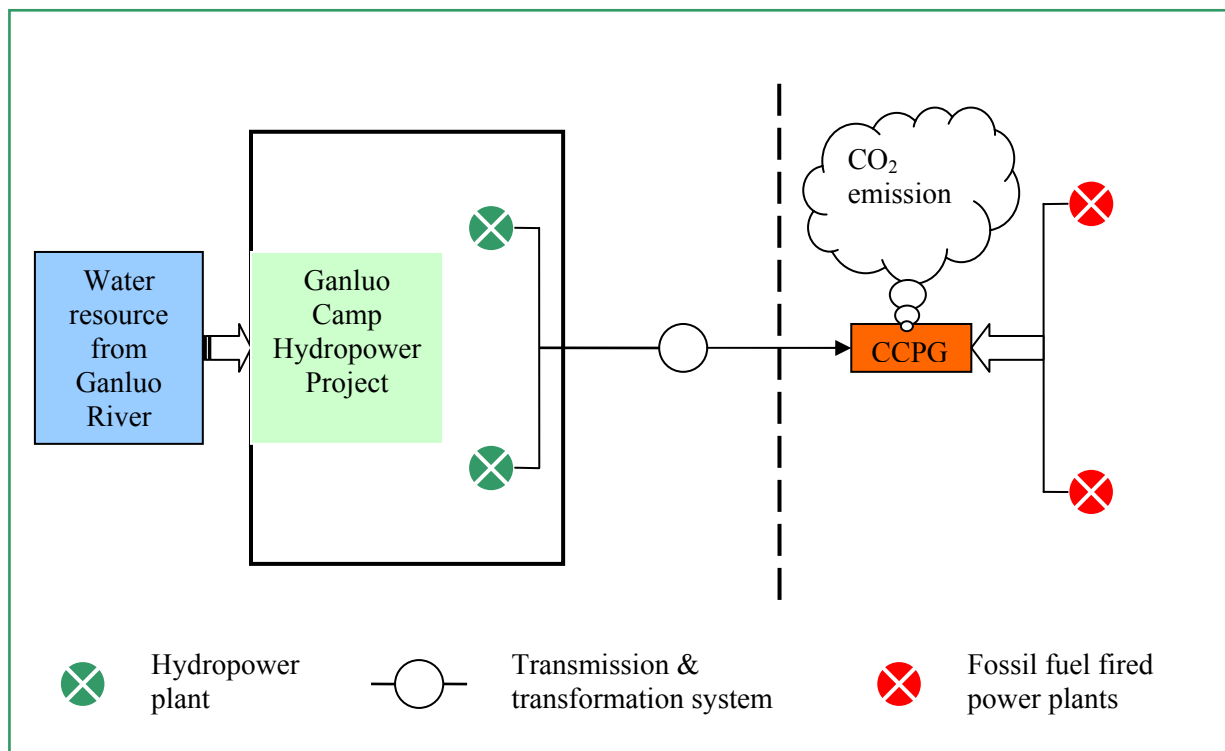 Water
resource
from
Ganluo
River
Ganluo
Camp
Hydropower
Project
CO₂
emission
CCPG
Hydropower
plant
Transmission &
transformation system
Fossil fuel fired
power plants